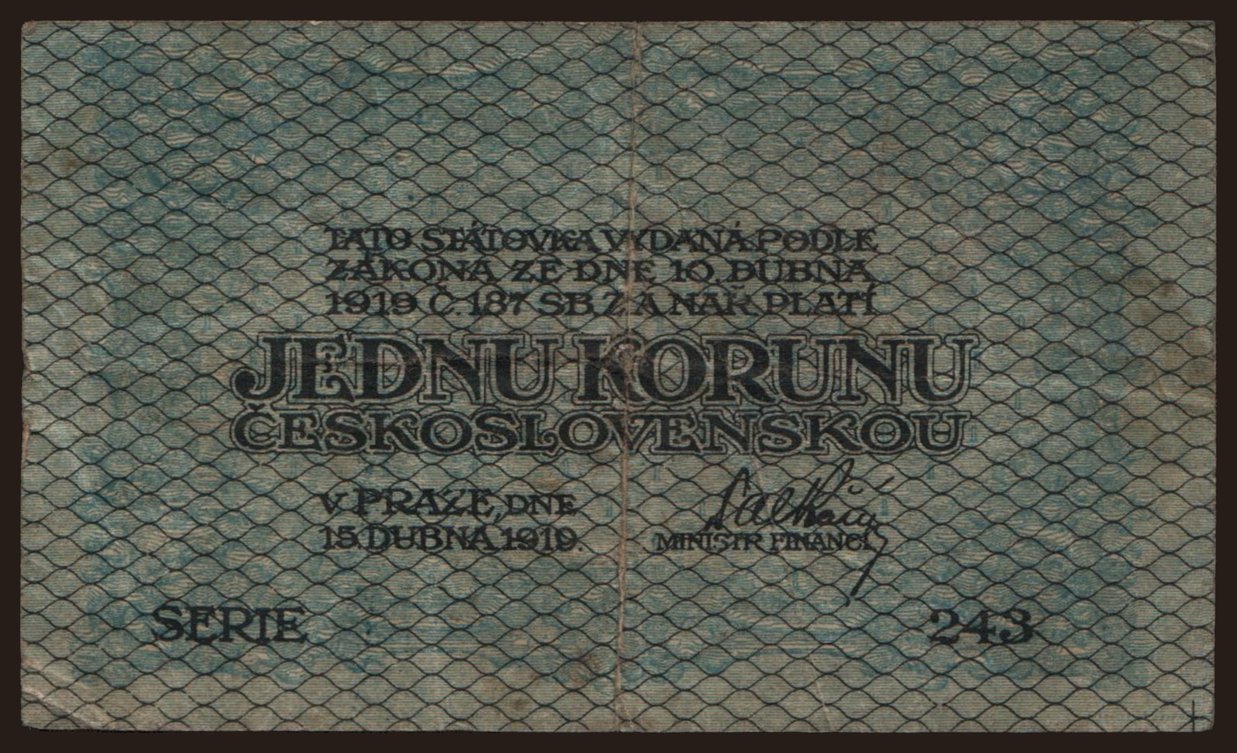 TATO STÁTOVKA VYDANÁ PODLE
ZÁKONA ZE DNE 10. DUBNA
1919 Č. 187 SB. Z A NAŘ. PLATÍ
JEDNU KORUNU
ČESKOSLOVENSKOU
V PRAZE, DNE
15. DUBNA 1919.
MINISTR FINANCÍ
SERIE 243